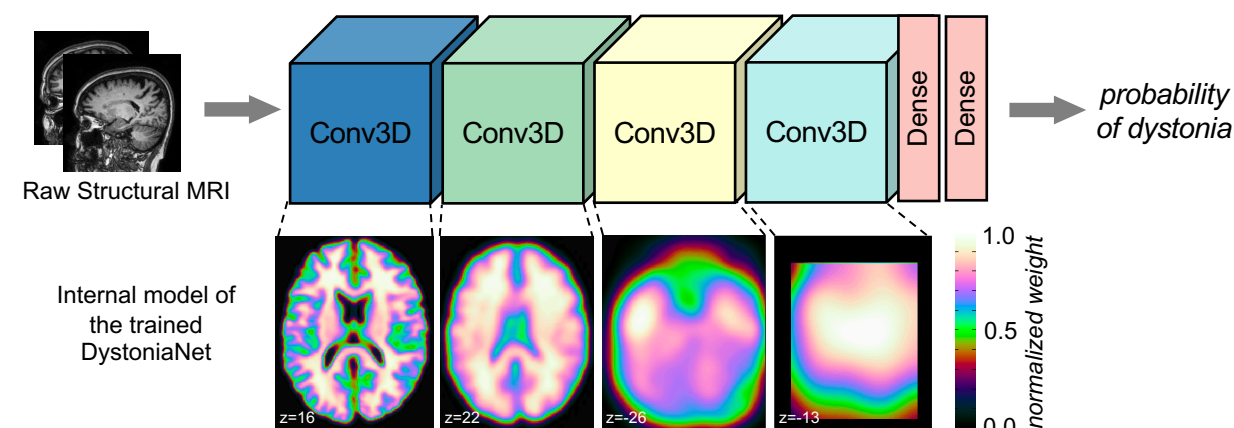 Raw Structural MRI
Conv3D
Conv3D
Conv3D
Conv3D
Dense
Dense
probability
of dystonia
Internal model of
the trained
DystoniaNet
z=16
z=22
z=-26
z=-13
1.0
0.5
0.0
normalized weight